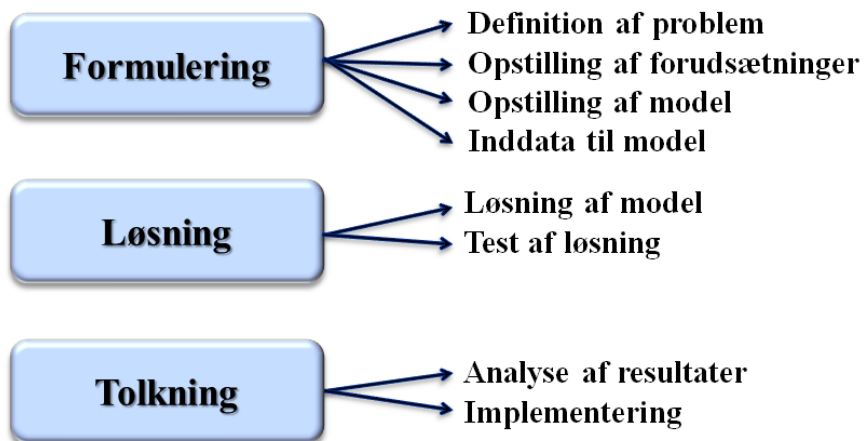 Formulering
Definition af problem
Opstilling af forudsætninger
Opstilling af model
Inddata til model
Løsning
Løsning af model
Test af løsning
Tolkning
Analyse af resultater
Implementering